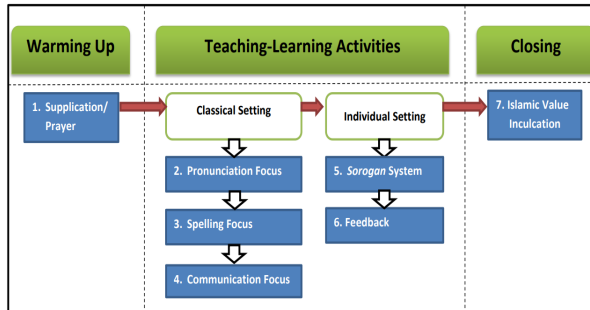 Warming Up
Teaching-Learning Activities
Closing
1. Supplication/
Prayer
Classical Setting
Individual Setting
7. Islamic Value
Inculcation
2. Pronunciation Focus
5. Sorogan System
3. Spelling Focus
6. Feedback
4. Communication Focus